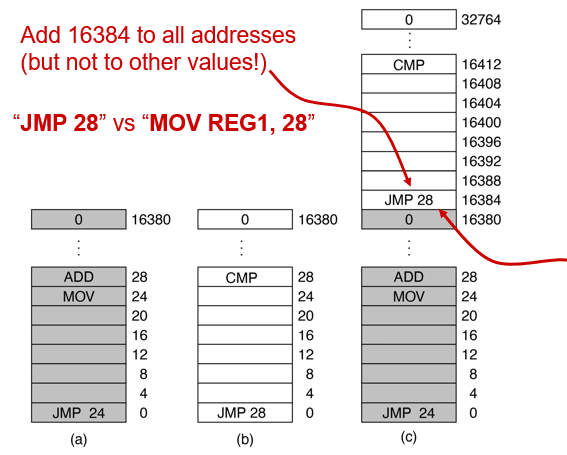 0 32764
Add 16384 to all addresses
(but not to other values!)
CMP 16412
16408
16404
“JMP 28” vs “MOV REG1, 28”
16400
16396
16392
16388
JMP 28 16384
0 16380
0 16380
0 16380
ADD 28
MOV 24
20
16
12
8
4
JMP 24 0
(a)
CMP 28
24
20
16
12
8
4
JMP 28 0
(b)
ADD 28
MOV 24
20
16
12
8
4
JMP 24 0
(c)